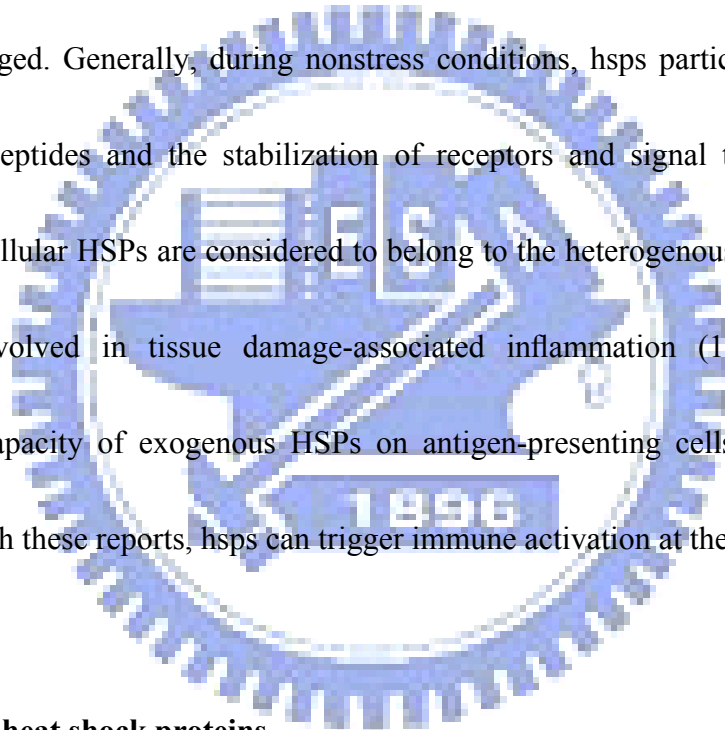 ged. Generally, during nonstress conditions, hsps partic
eptides and the stabilization of receptors and signal t
llular HSPs are considered to belong to the heterogenous
volved in tissue damage-associated inflammation (1
apacity of exogenous HSPs on antigen-presenting cells
h these reports, hsps can trigger immune activation at the
1896
heat shock proteins